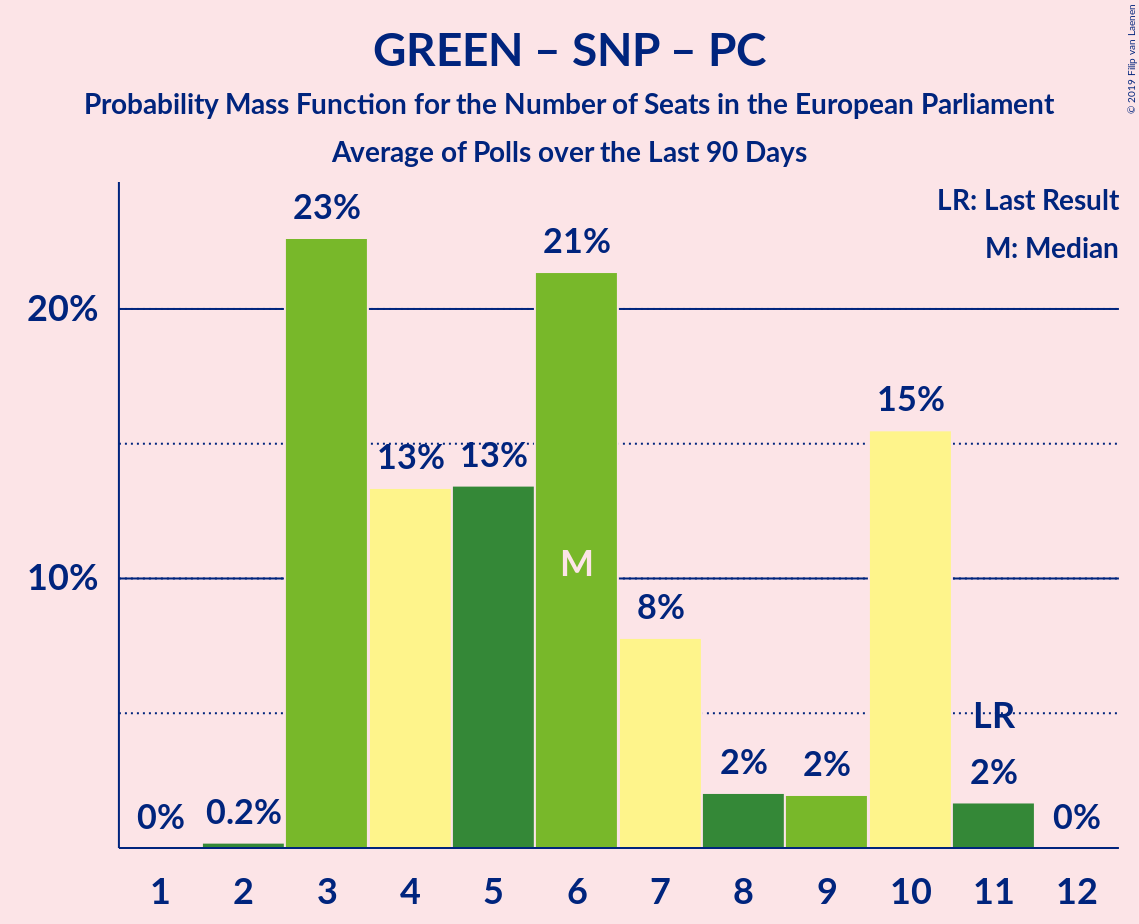 GREEN – SNP – PC
Probability Mass Function for the Number of Seats in the European Parliament
Average of Polls over the Last 90 Days
© 2019 Filip van Laenen
LR: Last Result
M: Median
20%
10%
0%
0.2%
23%
13%
13%
21%
M
8%
2%
2%
15%
LR
2%
0%
1 2 3 4 5 6 7 8 9 10 11 12